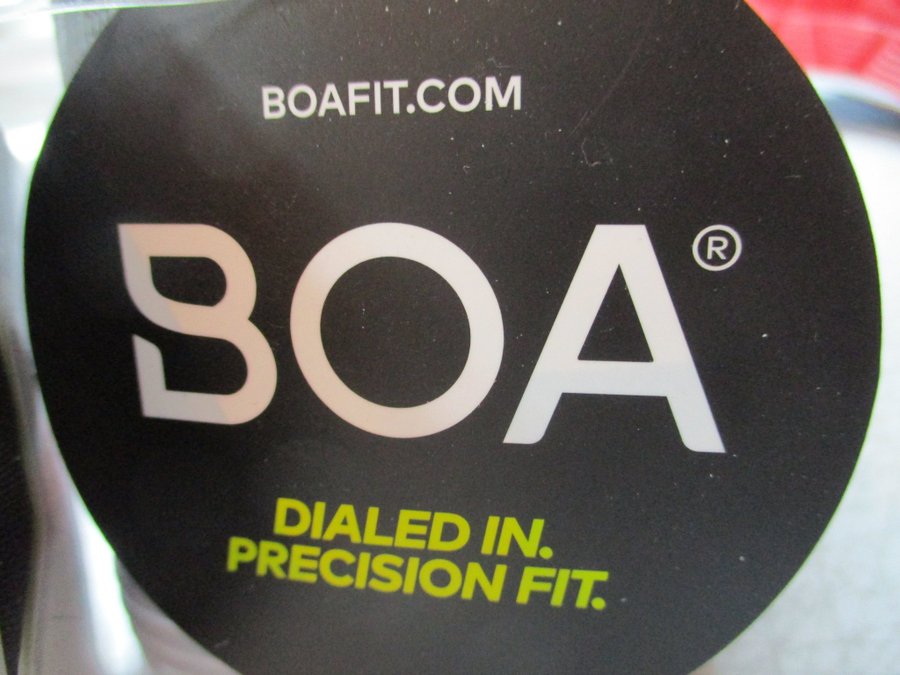 BOAFIT.COM
BOA®
DIALED IN.
PRECISION FIT.